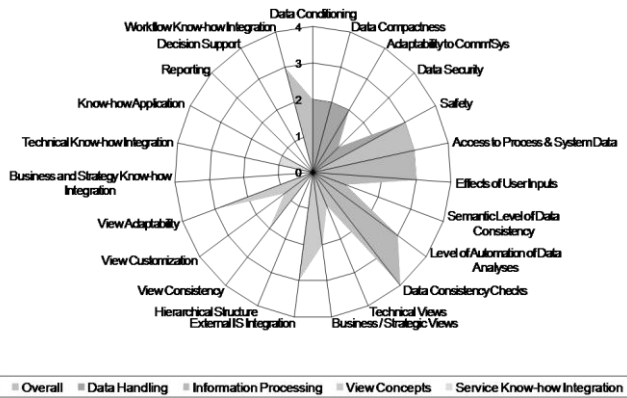 Data Conditioning
Workflow Know-how Integration
Data Compactness
Decision Support
Adaptability to Comm'Sys
Reporting
Data Security
Know-how Application
Safety
Technical Know-how Integration
Access to Process & System Data
Business and Strategy Know-how
Integration
Effects of User Inputs
View Adaptability
Semantic Level of Data
Consistency
View Customization
Level of Automation of Data
Analyses
View Consistency
Data Consistency Checks
Hierarchical Structure
Technical Views
External IS Integration
Business / Strategic Views
4
3
2
1
0
Overall Data Handling Information Processing View Concepts Service Know-how Integration